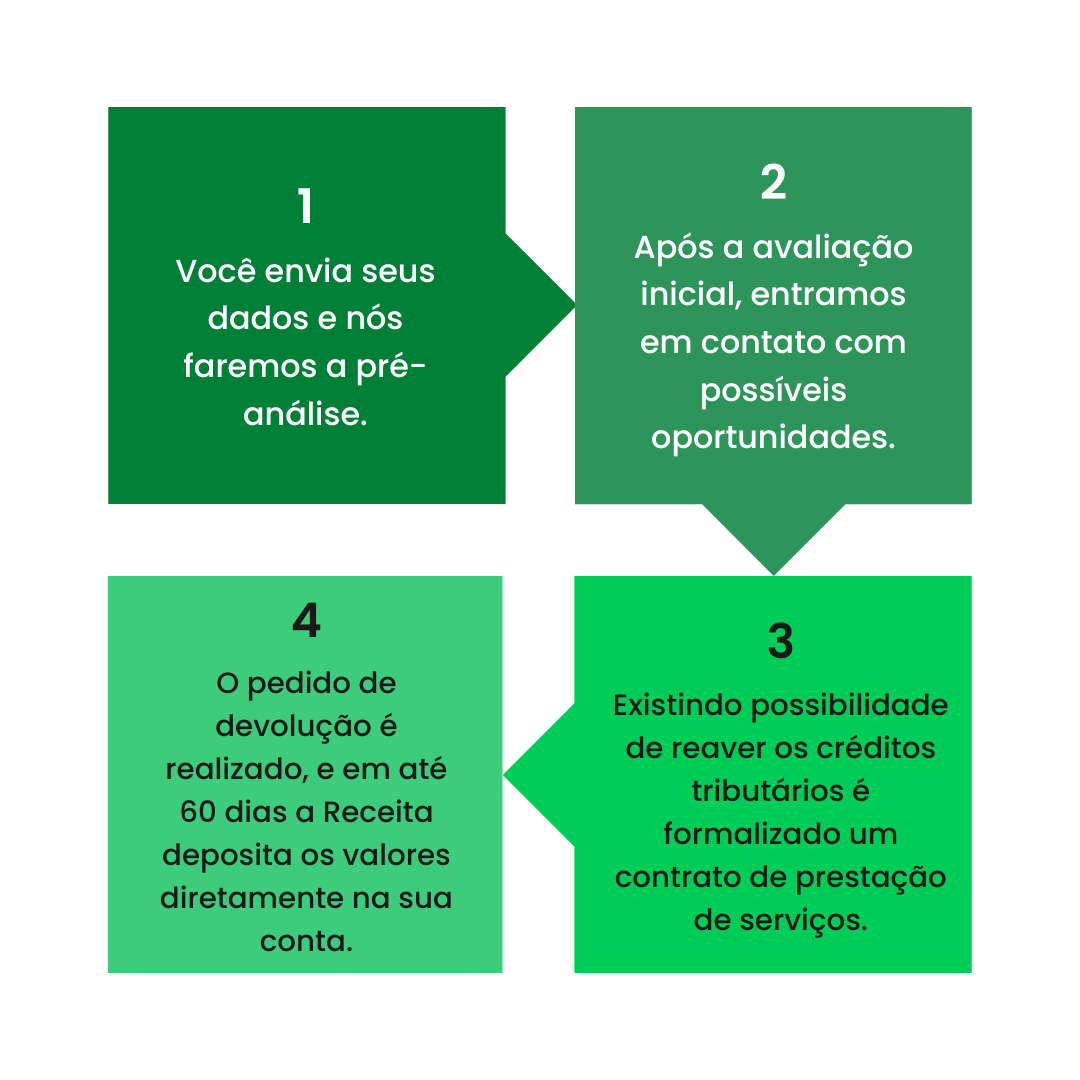 1
Você envia seus
dados e nós
faremos a pré-
análise.
2
Após a avaliação
inicial, entramos
em contato com
possíveis
oportunidades.
3
Existindo possibilidade
de reaver os créditos
tributários é
formalizado um
contrato de prestação
de serviços.
4
O pedido de
devolução é
realizado, e em até
60 dias a Receita
deposita os valores
diretamente na sua
conta.